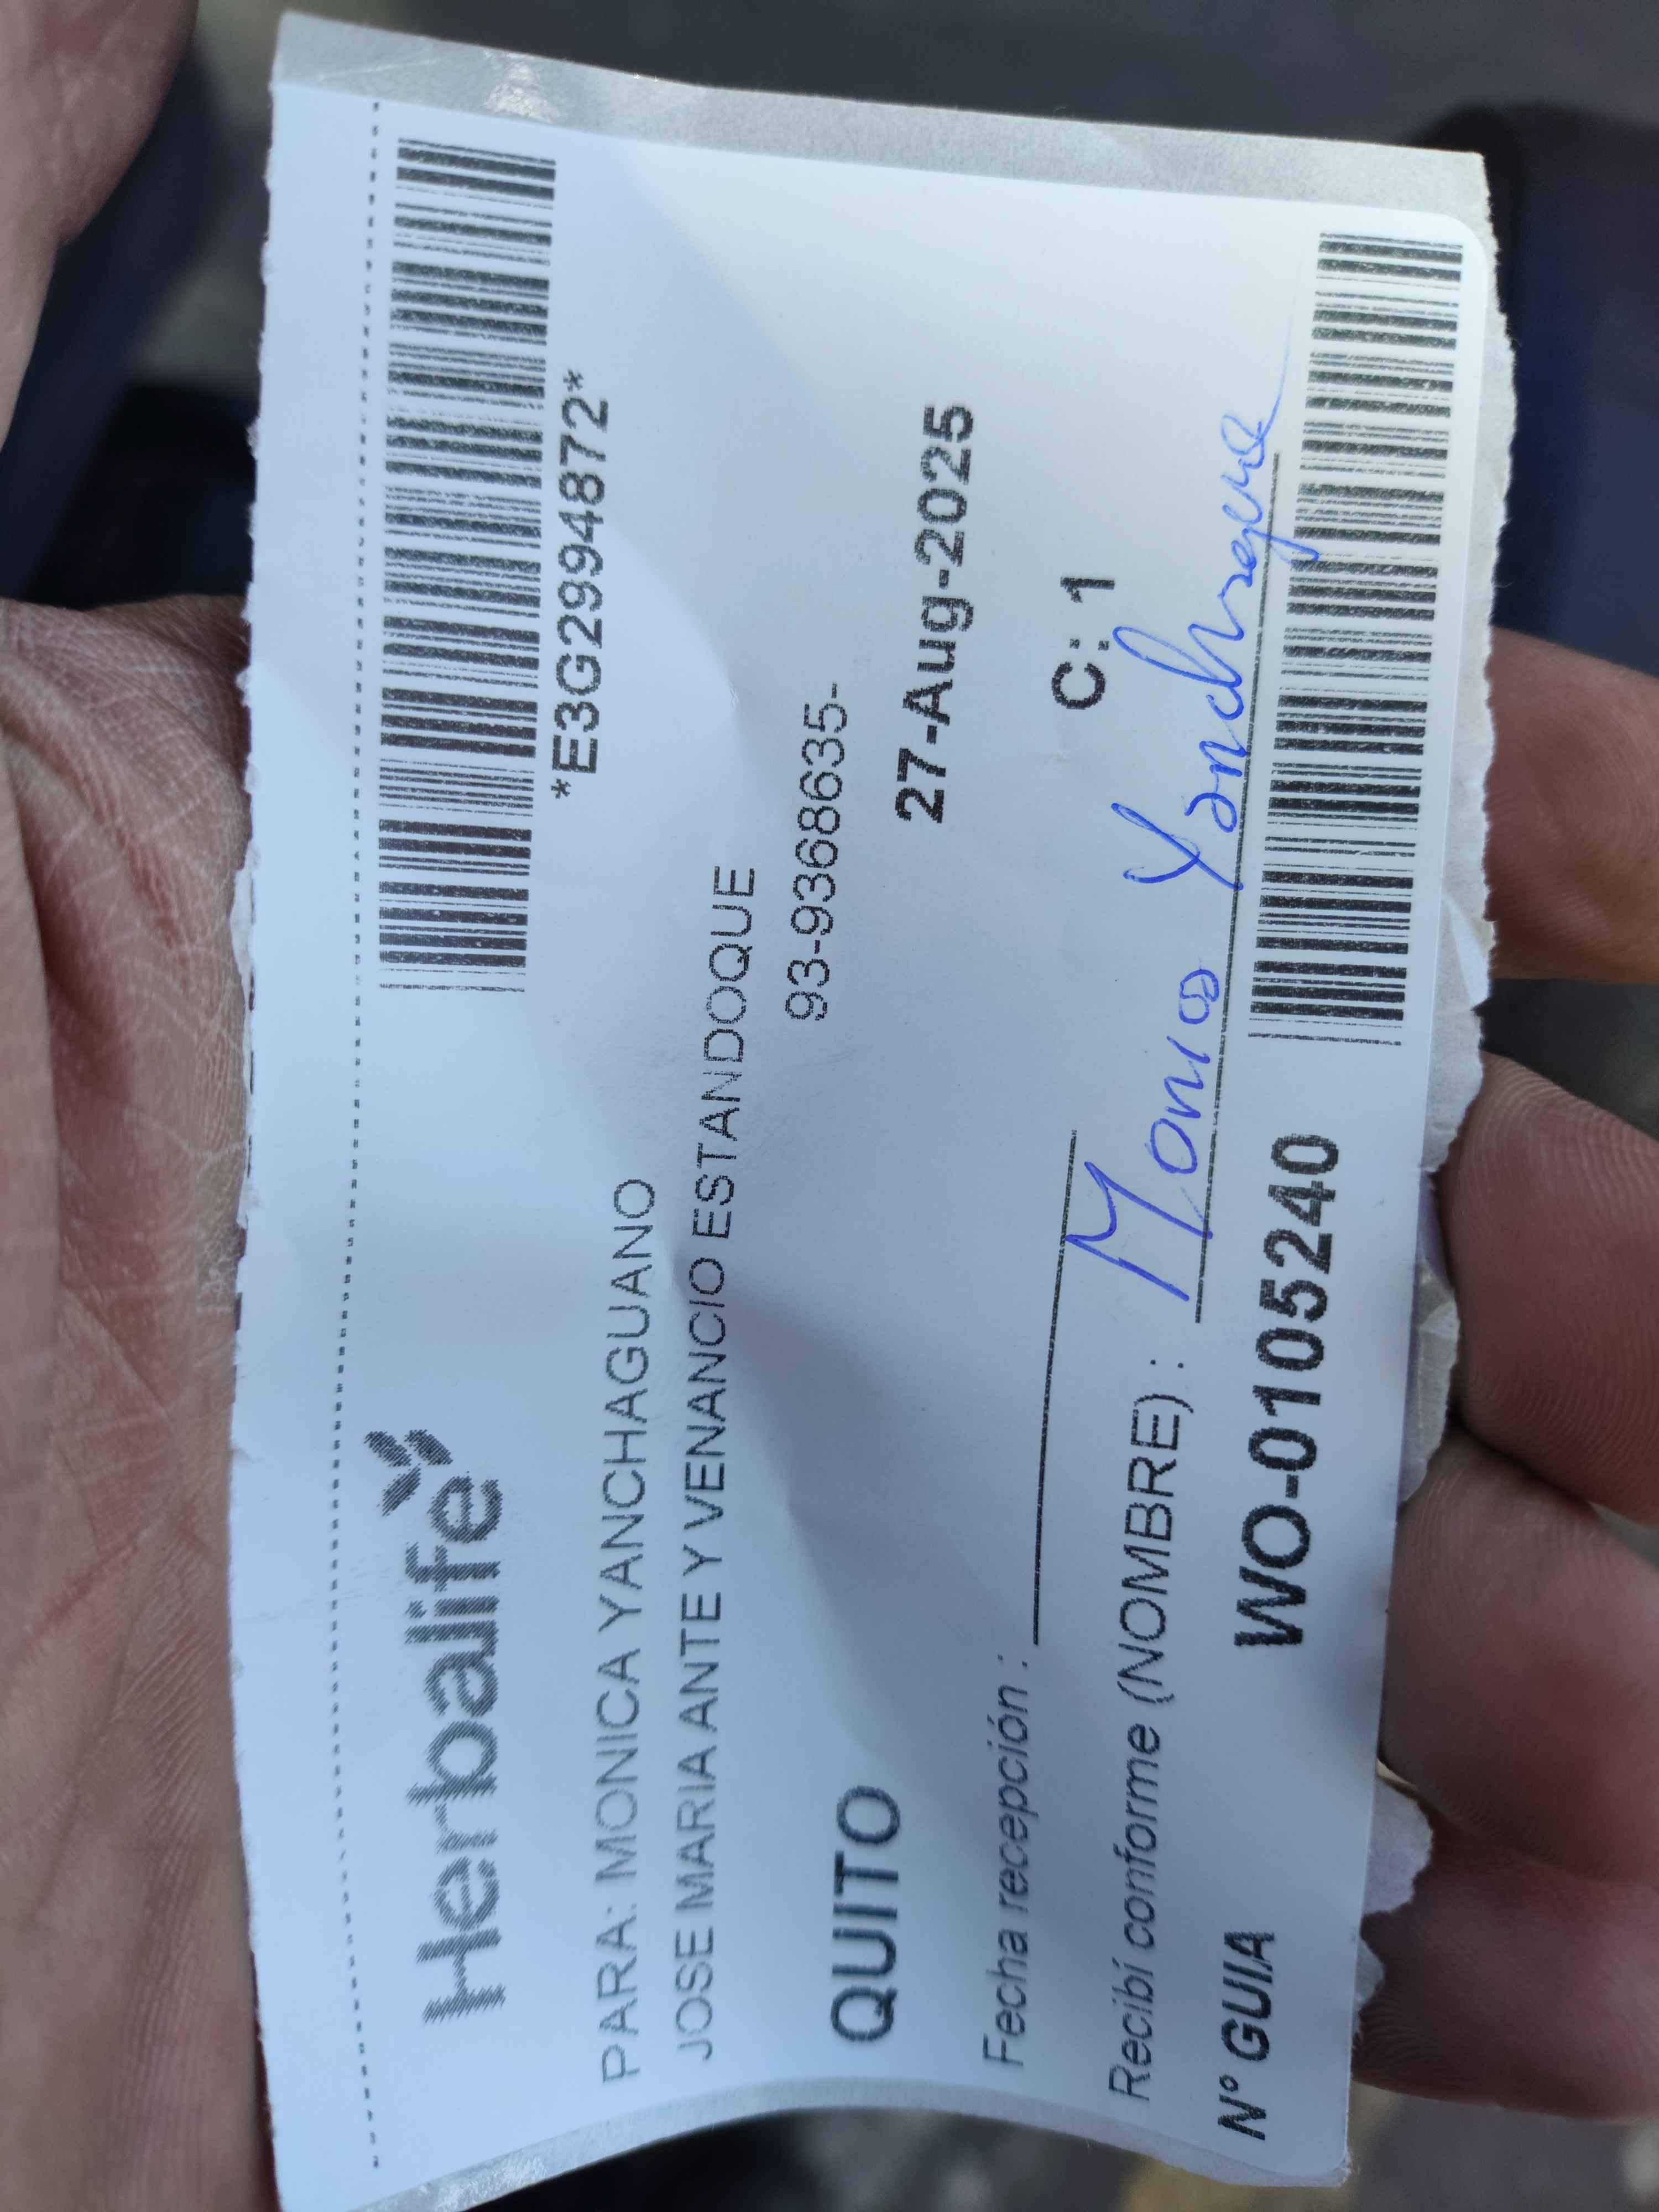 Herbalife
*E3G2994872*
PARA: MONICA YANCHAGUANO
JOSE MARIA ANTE Y VENANCIO ESTANDOQUE
93-9368635-
QUITO
27-Aug-2025
Fecha recepción :
C: 1
Recibí conforme (NOMBRE) : Monica
N° GUIA WO-0105240